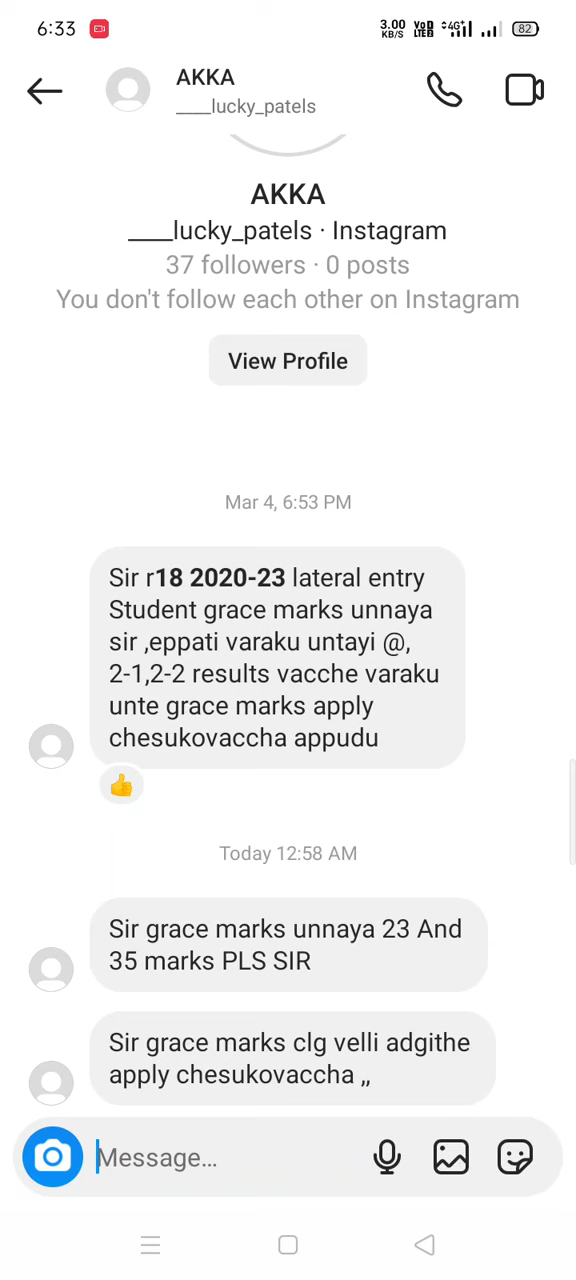 6:33 3.00 KB/S VoD LTE2 4G+ 82
AKKA
____lucky_patels
AKKA
____lucky_patels · Instagram
37 followers · 0 posts
You don't follow each other on Instagram
View Profile
Mar 4, 6:53 PM
Sir r18 2020-23 lateral entry
Student grace marks unnaya
sir ,eppati varaku untayi @,
2-1,2-2 results vacche varaku
unte grace marks apply
chesukovaccha appudu
Today 12:58 AM
Sir grace marks unnaya 23 And
35 marks PLS SIR
Sir grace marks clg velli adgithe
apply chesukovaccha ,,
Message…